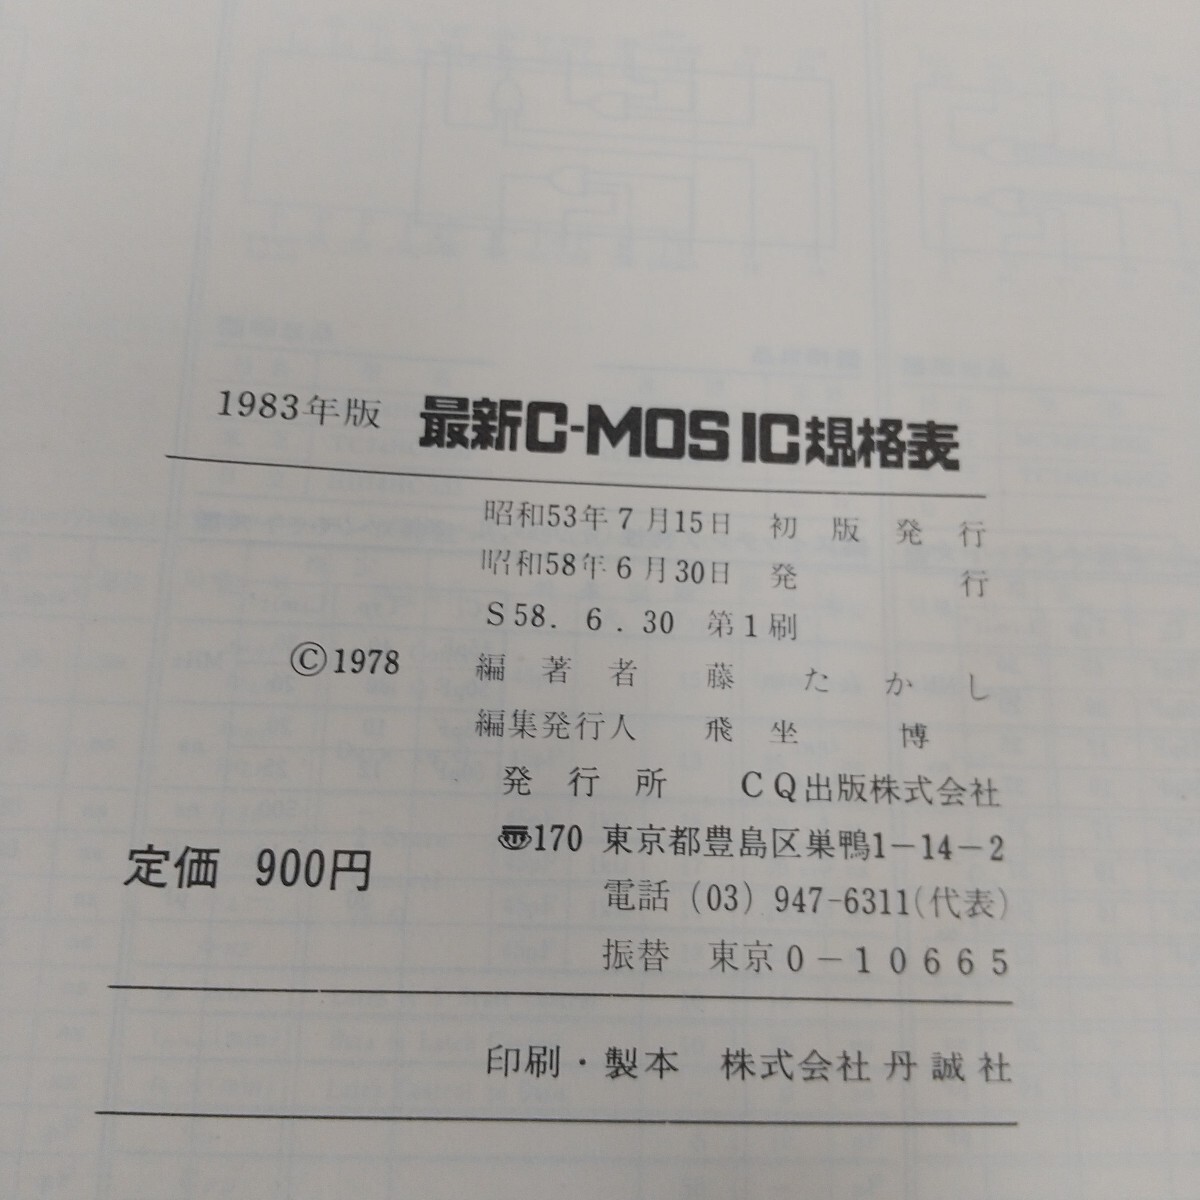 1983年版 最新C-MOS IC規格表
昭和53年7月15日 初版発行
昭和58年6月30日 発行
S58.6.30 第1刷
©1978 編著者 藤たかし
編集発行人 飛坐博
発行所 CQ出版株式会社
〠170 東京都豊島区巣鴨1-14-2
定価 900円
電話 (03) 947-6311(代表)
振替 東京0-10665
印刷・製本 株式会社丹誠社